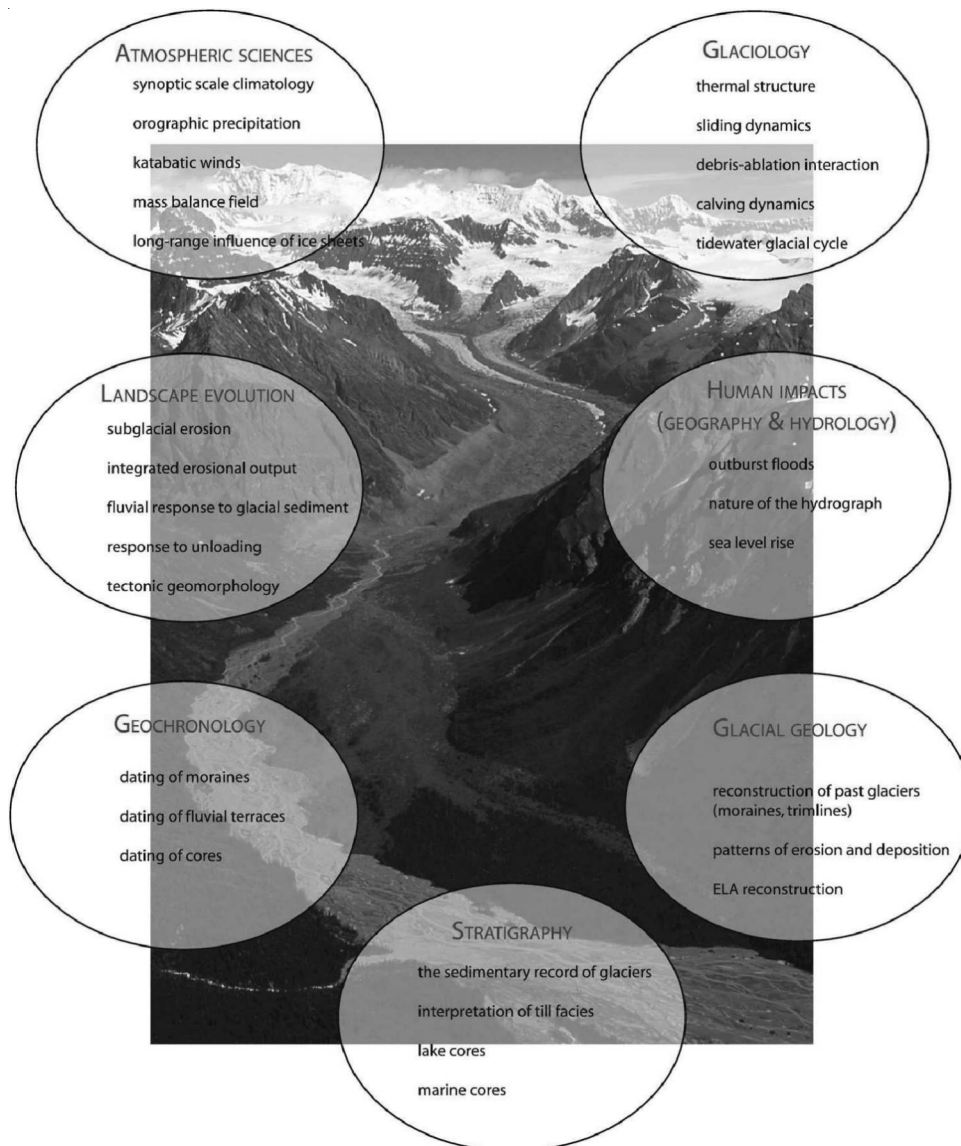 ATMOSPHERIC SCIENCES
synoptic scale climatology
orographic precipitation
katabatic winds
mass balance field
long-range influence of ice sheets
GLACIOLOGY
thermal structure
sliding dynamics
debris-ablation interaction
calving dynamics
tidewater glacial cycle
LANDSCAPE EVOLUTION
subglacial erosion
integrated erosional output
fluvial response to glacial sediment
response to unloading
tectonic geomorphology
HUMAN IMPACTS
(GEOGRAPHY & HYDROLOGY)
outburst floods
nature of the hydrograph
sea level rise
GEOCHRONOLOGY
dating of moraines
dating of fluvial terraces
dating of cores
GLACIAL GEOLOGY
reconstruction of past glaciers
(moraines, trimlines)
patterns of erosion and deposition
ELA reconstruction
STRATIGRAPHY
the sedimentary record of glaciers
interpretation of till facies
lake cores
marine cores